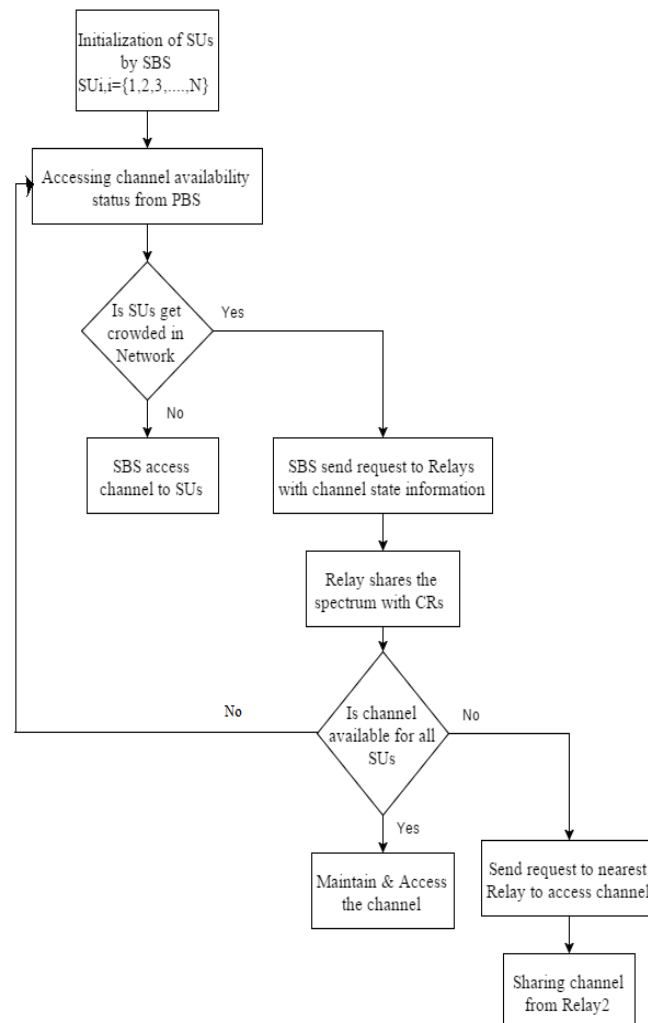 Initialization of SUs
by SBS
SUi,i={1,2,3,....,N}
Accessing channel availability
status from PBS
Is SUs get
crowded in
Network
Yes
No
SBS access
channel to SUs
SBS send request to Relays
with channel state information
Relay shares the
spectrum with CRs
Is channel
available for all
SUs
No
No
Yes
Maintain & Access
the channel
Send request to nearest
Relay to access channel
Sharing channel
from Relay2